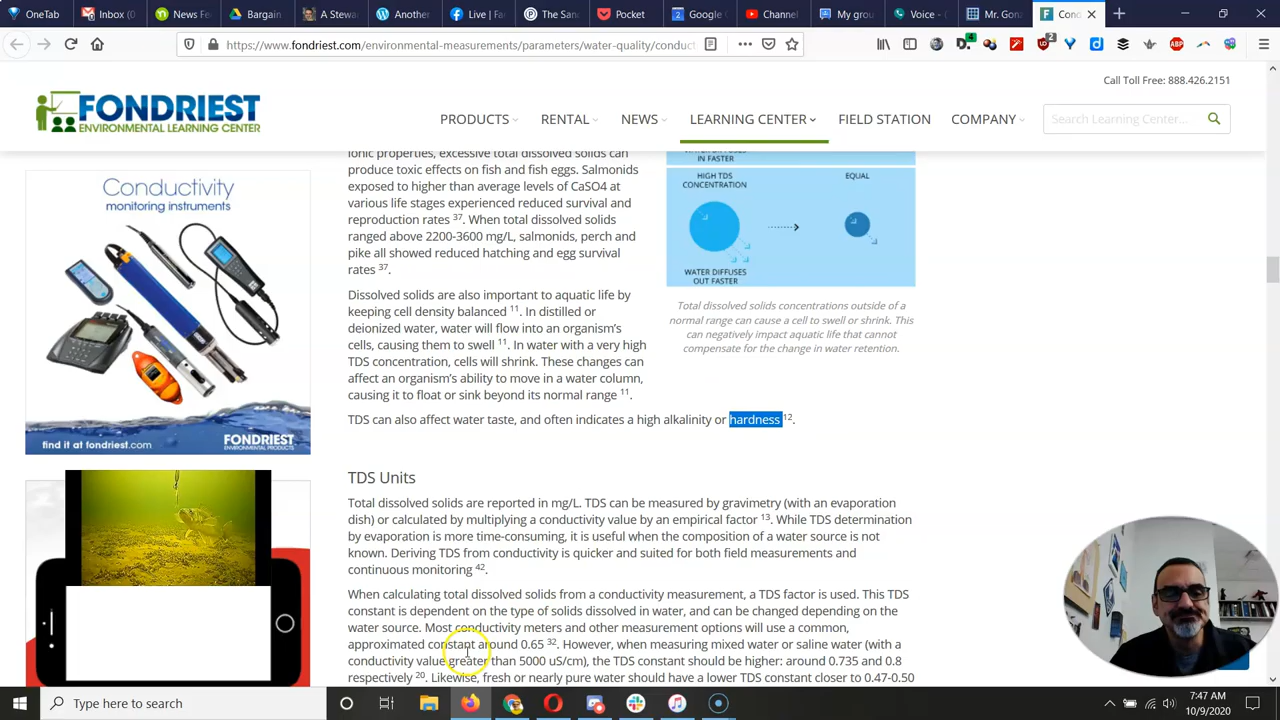 OneTab
Inbox (0
News Fe
Bargain
A Stewa
Another
Live | Fa
The San
Pocket
Google
Channel
My grou
Voice -
Mr. Gon
Con
https://www.fondriest.com/environmental-measurements/parameters/water-quality/conduct
4
2
ABP
Call Toll Free: 888.426.2151
FONDRIEST
ENVIRONMENTAL LEARNING CENTER
PRODUCTS
RENTAL
NEWS
LEARNING CENTER
FIELD STATION
COMPANY
Search Learning Center...
Conductivity
monitoring instruments
find it at fondriest.com
FONDRIEST
ionic properties, excessive total dissolved solids can
produce toxic effects on fish and fish eggs. Salmonids
exposed to higher than average levels of CaSO4 at
various life stages experienced reduced survival and
reproduction rates 37. When total dissolved solids
ranged above 2200-3600 mg/L, salmonids, perch and
pike all showed reduced hatching and egg survival
rates 37.
Dissolved solids are also important to aquatic life by
keeping cell density balanced 11. In distilled or
deionized water, water will flow into an organism's
cells, causing them to swell 11. In water with a very high
TDS concentration, cells will shrink. These changes can
affect an organism's ability to move in a water column,
causing it to float or sink beyond its normal range 11.
IN FASTER
HIGH TDS
CONCENTRATION
EQUAL
WATER DIFFUSES
OUT FASTER
Total dissolved solids concentrations outside of a
normal range can cause a cell to swell or shrink. This
can negatively impact aquatic life that cannot
compensate for the change in water retention.
TDS can also affect water taste, and often indicates a high alkalinity or hardness 12.
TDS Units
Total dissolved solids are reported in mg/L. TDS can be measured by gravimetry (with an evaporation
dish) or calculated by multiplying a conductivity value by an empirical factor 13. While TDS determination
by evaporation is more time-consuming, it is useful when the composition of a water source is not
known. Deriving TDS from conductivity is quicker and suited for both field measurements and
continuous monitoring 42.
When calculating total dissolved solids from a conductivity measurement, a TDS factor is used. This TDS
constant is dependent on the type of solids dissolved in water, and can be changed depending on the
water source. Most conductivity meters and other measurement options will use a common,
approximated constant around 0.65 32. However, when measuring mixed water or saline water (with a
conductivity value greater than 5000 uS/cm), the TDS constant should be higher: around 0.735 and 0.8
respectively 20. Likewise, fresh or nearly pure water should have a lower TDS constant closer to 0.47-0.50
Type here to search
7:47 AM
10/9/2020